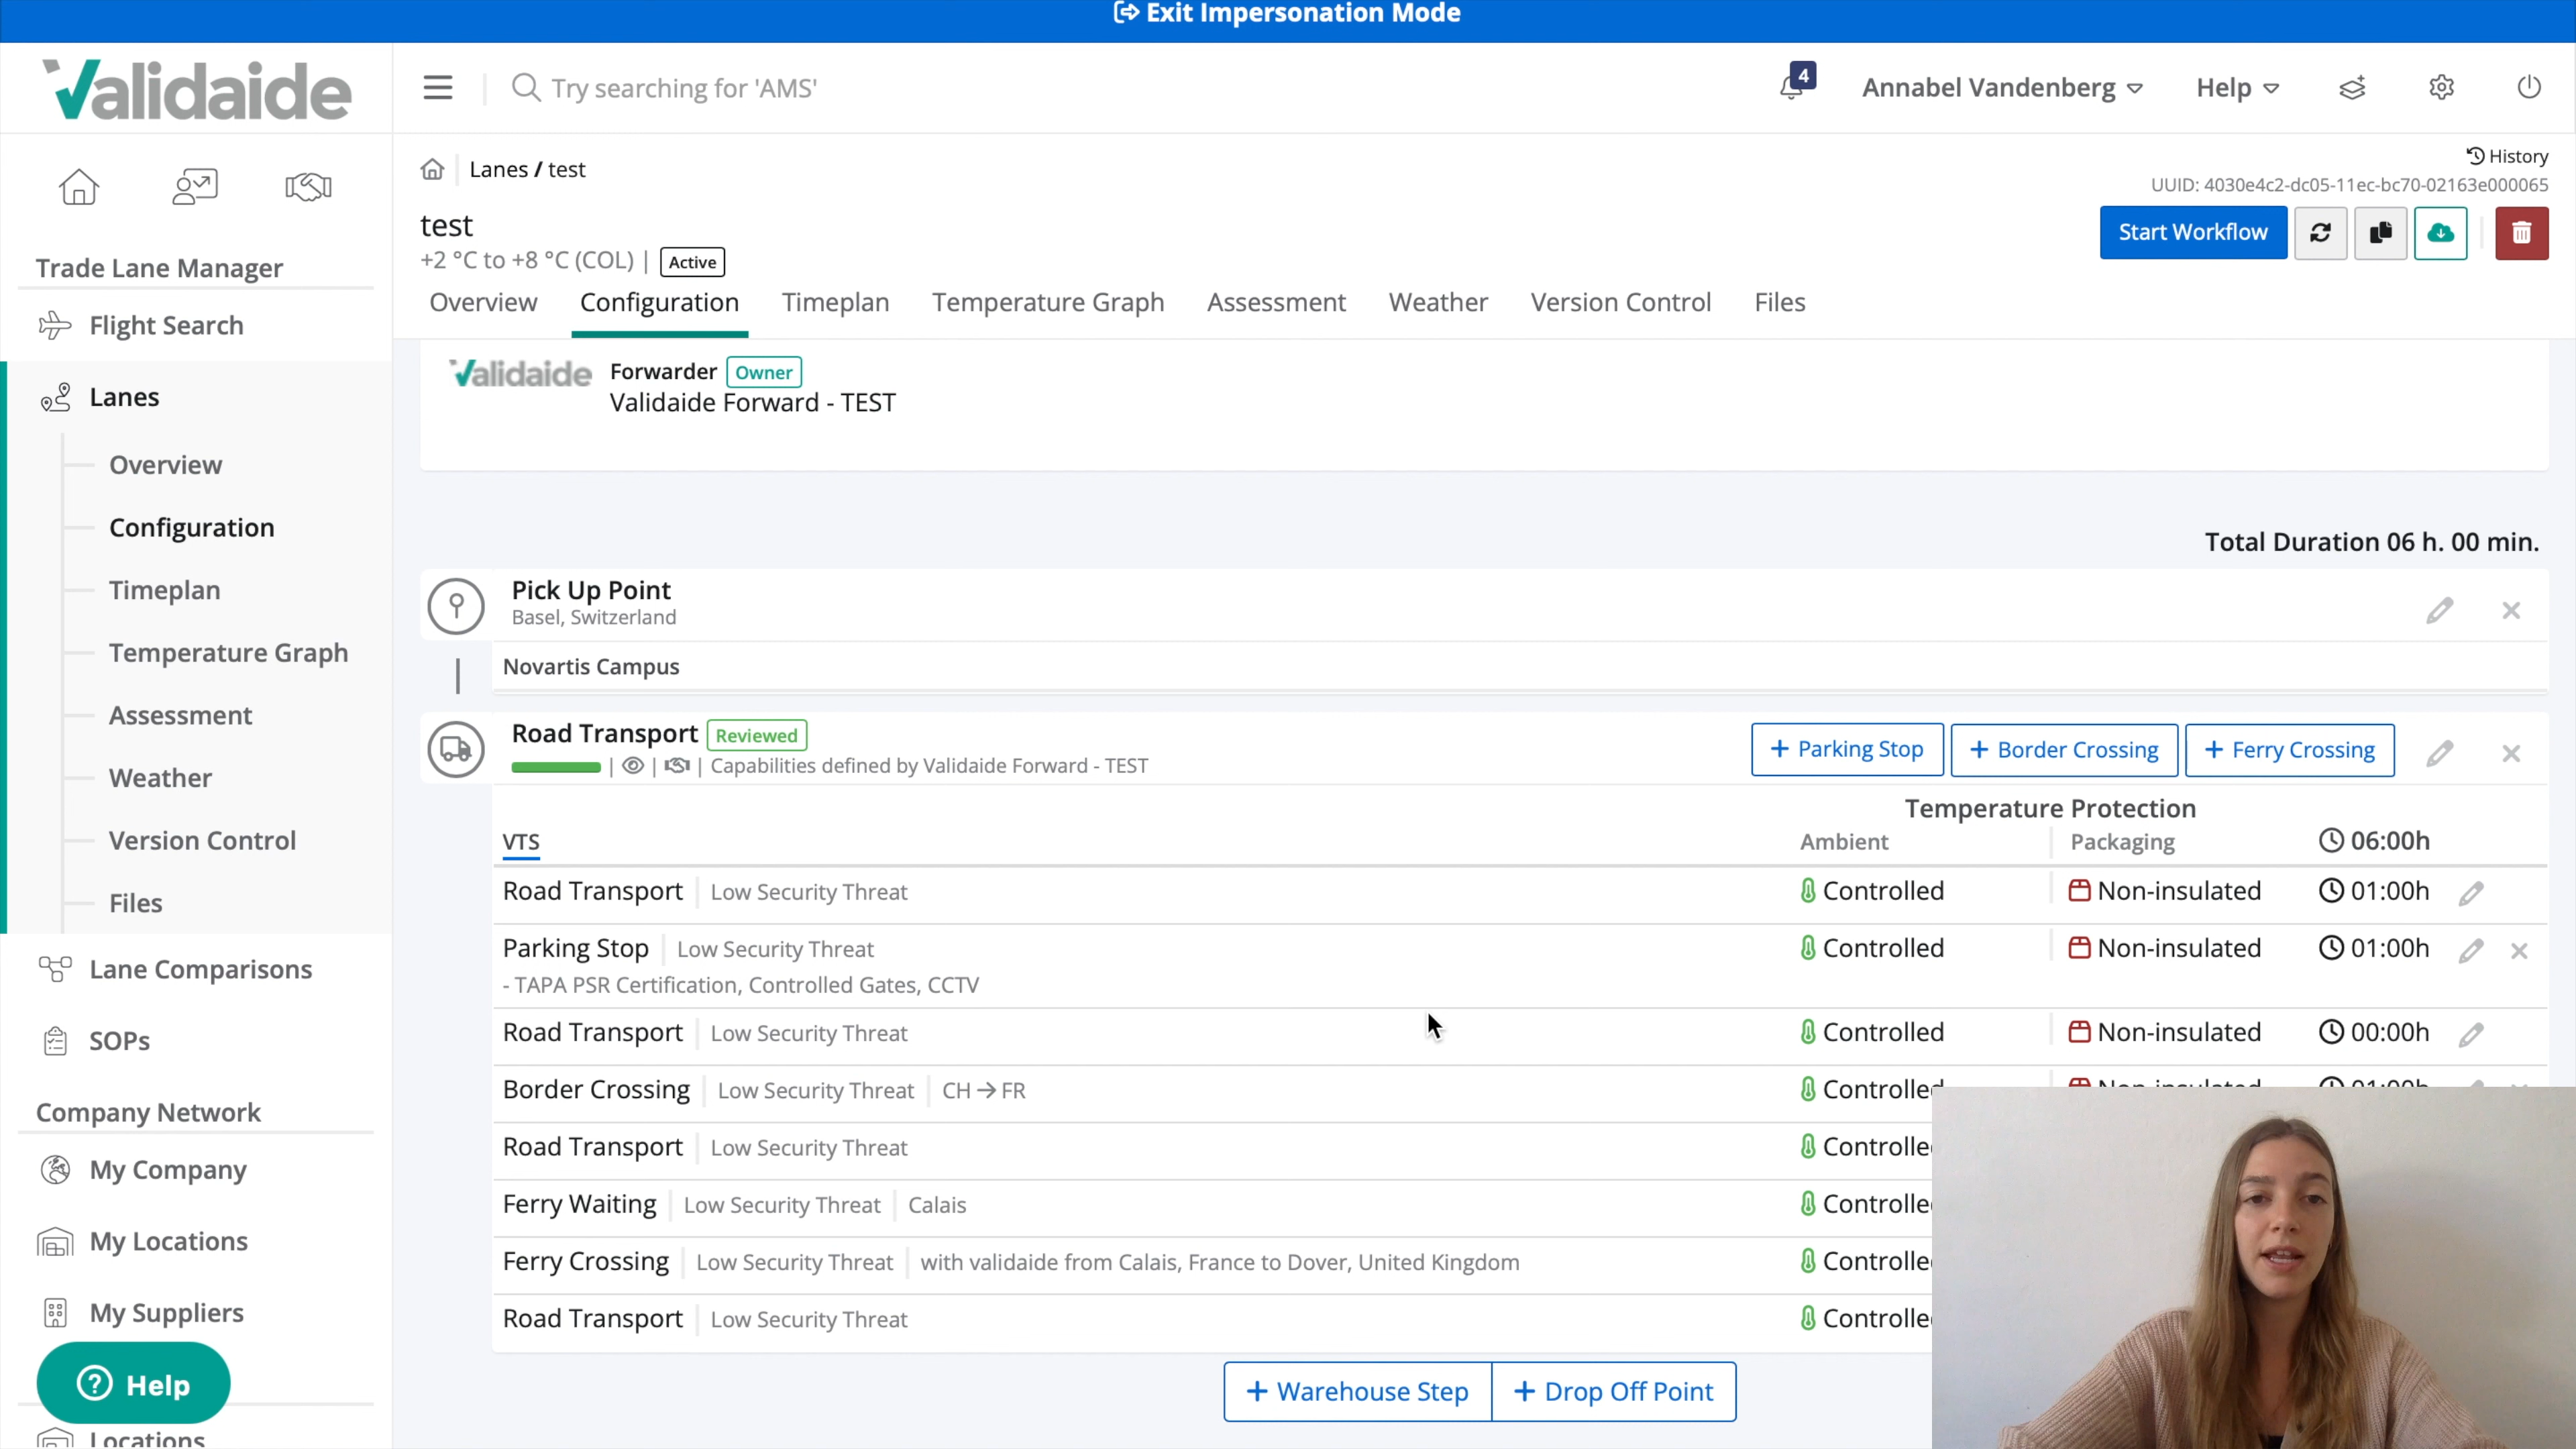 Exit Impersonation Mode
Validaide
Try searching for 'AMS'
4
Annabel Vandenberg
Help
Trade Lane Manager
Flight Search
Lanes
Overview
Configuration
Timeplan
Temperature Graph
Assessment
Weather
Version Control
Files
Lane Comparisons
SOPs
Company Network
My Company
My Locations
My Suppliers
Help
Locations
Lanes / test
History
UUID: 4030e4c2-dc05-11ec-bc70-02163e000065
test
+2 °C to +8 °C (COL) | Active
Start Workflow
Overview Configuration Timeplan Temperature Graph Assessment Weather Version Control Files
Validaide
Forwarder Owner
Validaide Forward - TEST
Total Duration 06 h. 00 min.
Pick Up Point
Basel, Switzerland
Novartis Campus
Road Transport Reviewed
| | | Capabilities defined by Validaide Forward - TEST
+ Parking Stop + Border Crossing + Ferry Crossing
Temperature Protection
VTS Ambient Packaging 06:00h
Road Transport Low Security Threat Controlled Non-insulated 01:00h
Parking Stop Low Security Threat Controlled Non-insulated 01:00h
- TAPA PSR Certification, Controlled Gates, CCTV
Road Transport Low Security Threat Controlled Non-insulated 00:00h
Border Crossing Low Security Threat CH → FR Controlled
Road Transport Low Security Threat Controlle
Ferry Waiting Low Security Threat Calais Controlle
Ferry Crossing Low Security Threat with validaide from Calais, France to Dover, United Kingdom Controlle
Road Transport Low Security Threat Controlle
+ Warehouse Step + Drop Off Point